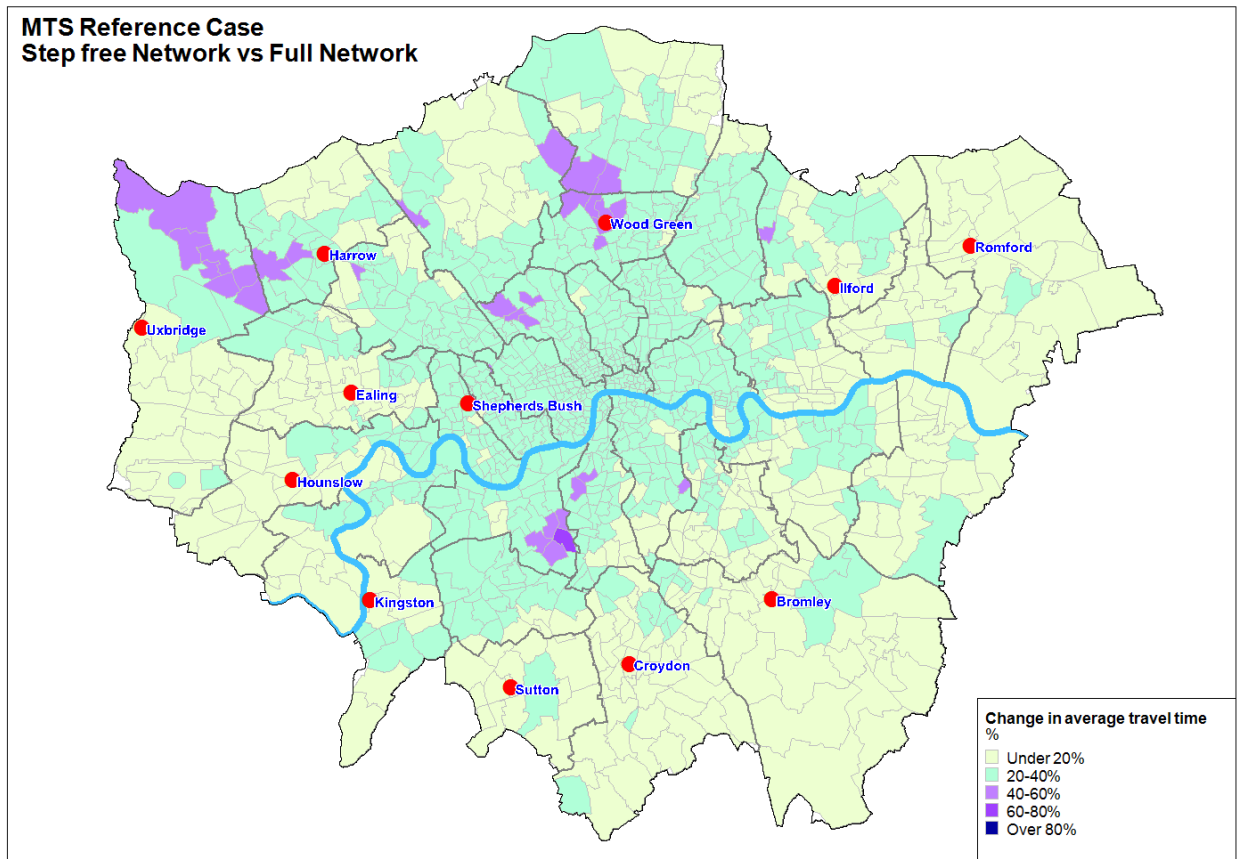 MTS Reference Case
Step free Network vs Full Network
Wood Green
Romford
Harrow
Ilford
Uxbridge
Ealing
Shepherds Bush
Hounslow
Kingston
Bromley
Croydon
Sutton
Change in average travel time
%
Under 20%
20-40%
40-60%
60-80%
Over 80%